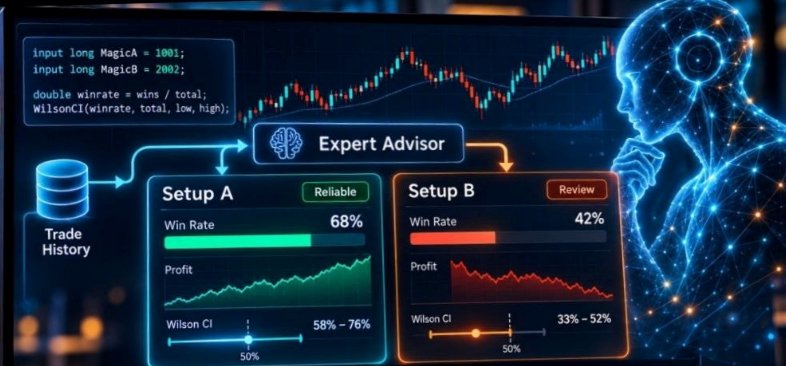 input long MagicA = 1001;
input long MagicB = 2002;
double winrate = wins / total;
WilsonCI(winrate, total, low, high);
Expert Advisor
Trade
History
Setup A
Reliable
Win Rate
68%
Profit
Wilson CI
58% – 76%
50%
Setup B
Review
Win Rate
42%
Profit
Wilson CI
33% – 52%
50%